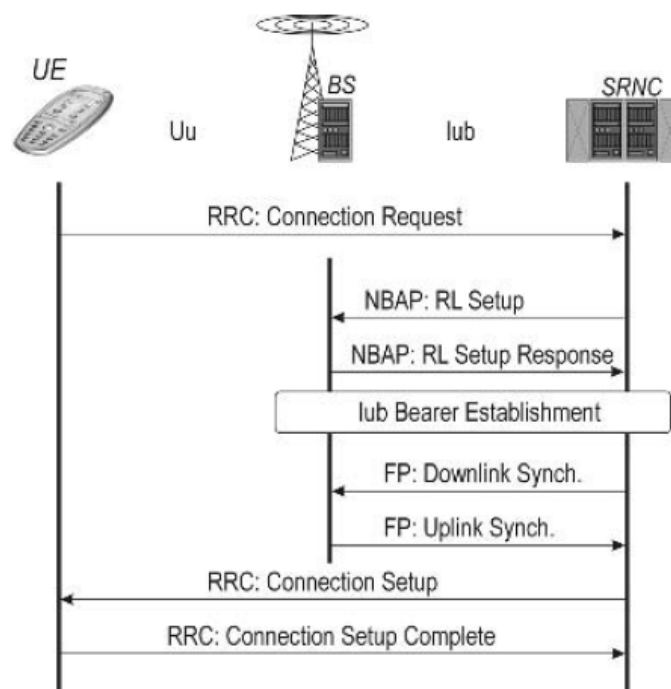 UE
BS
SRNC
Uu
Iub
RRC: Connection Request
NBAP: RL Setup
NBAP: RL Setup Response
Iub Bearer Establishment
FP: Downlink Synch.
FP: Uplink Synch.
RRC: Connection Setup
RRC: Connection Setup Complete